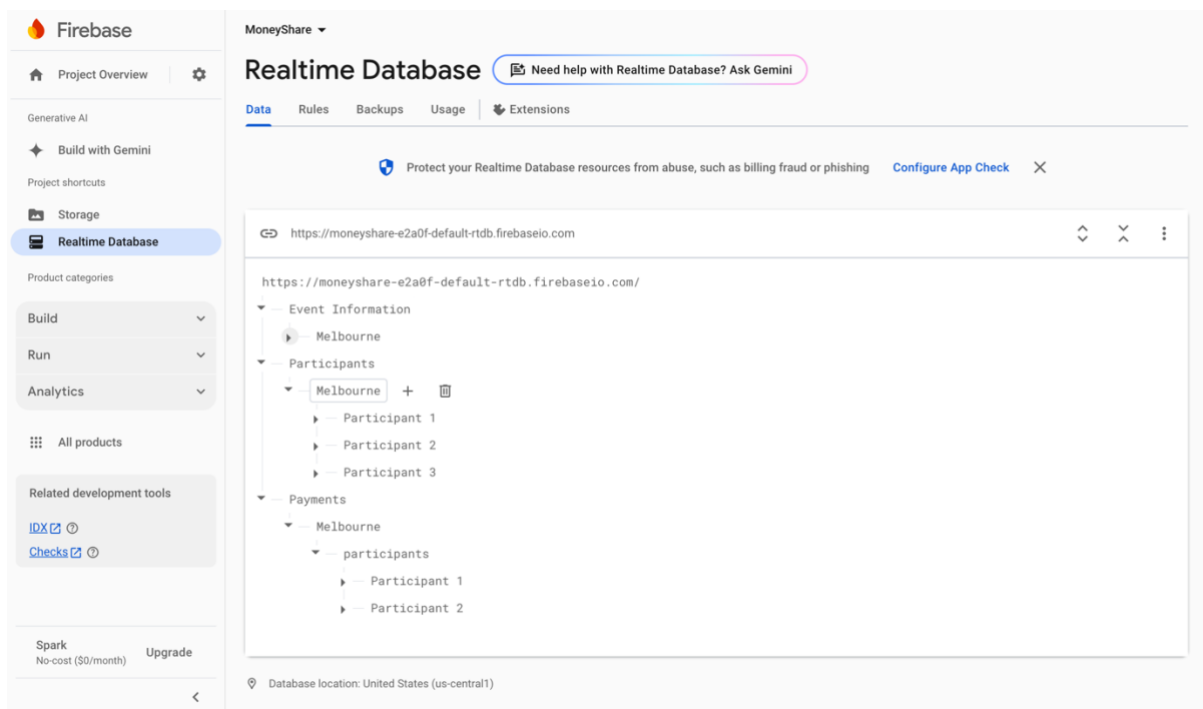 Firebase
Project Overview
Generative AI
Build with Gemini
Project shortcuts
Storage
Realtime Database
Product categories
Build
Run
Analytics
All products
Related development tools
IDX
Checks
Spark
No-cost ($0/month)
Upgrade
MoneyShare
Realtime Database
Need help with Realtime Database? Ask Gemini
Data Rules Backups Usage Extensions
Protect your Realtime Database resources from abuse, such as billing fraud or phishing Configure App Check
https://moneyshare-e2a0f-default-rtdb.firebaseio.com
https://moneyshare-e2a0f-default-rtdb.firebaseio.com/
Event Information
Melbourne
Participants
Melbourne
Participant 1
Participant 2
Participant 3
Payments
Melbourne
participants
Participant 1
Participant 2
Database location: United States (us-central1)